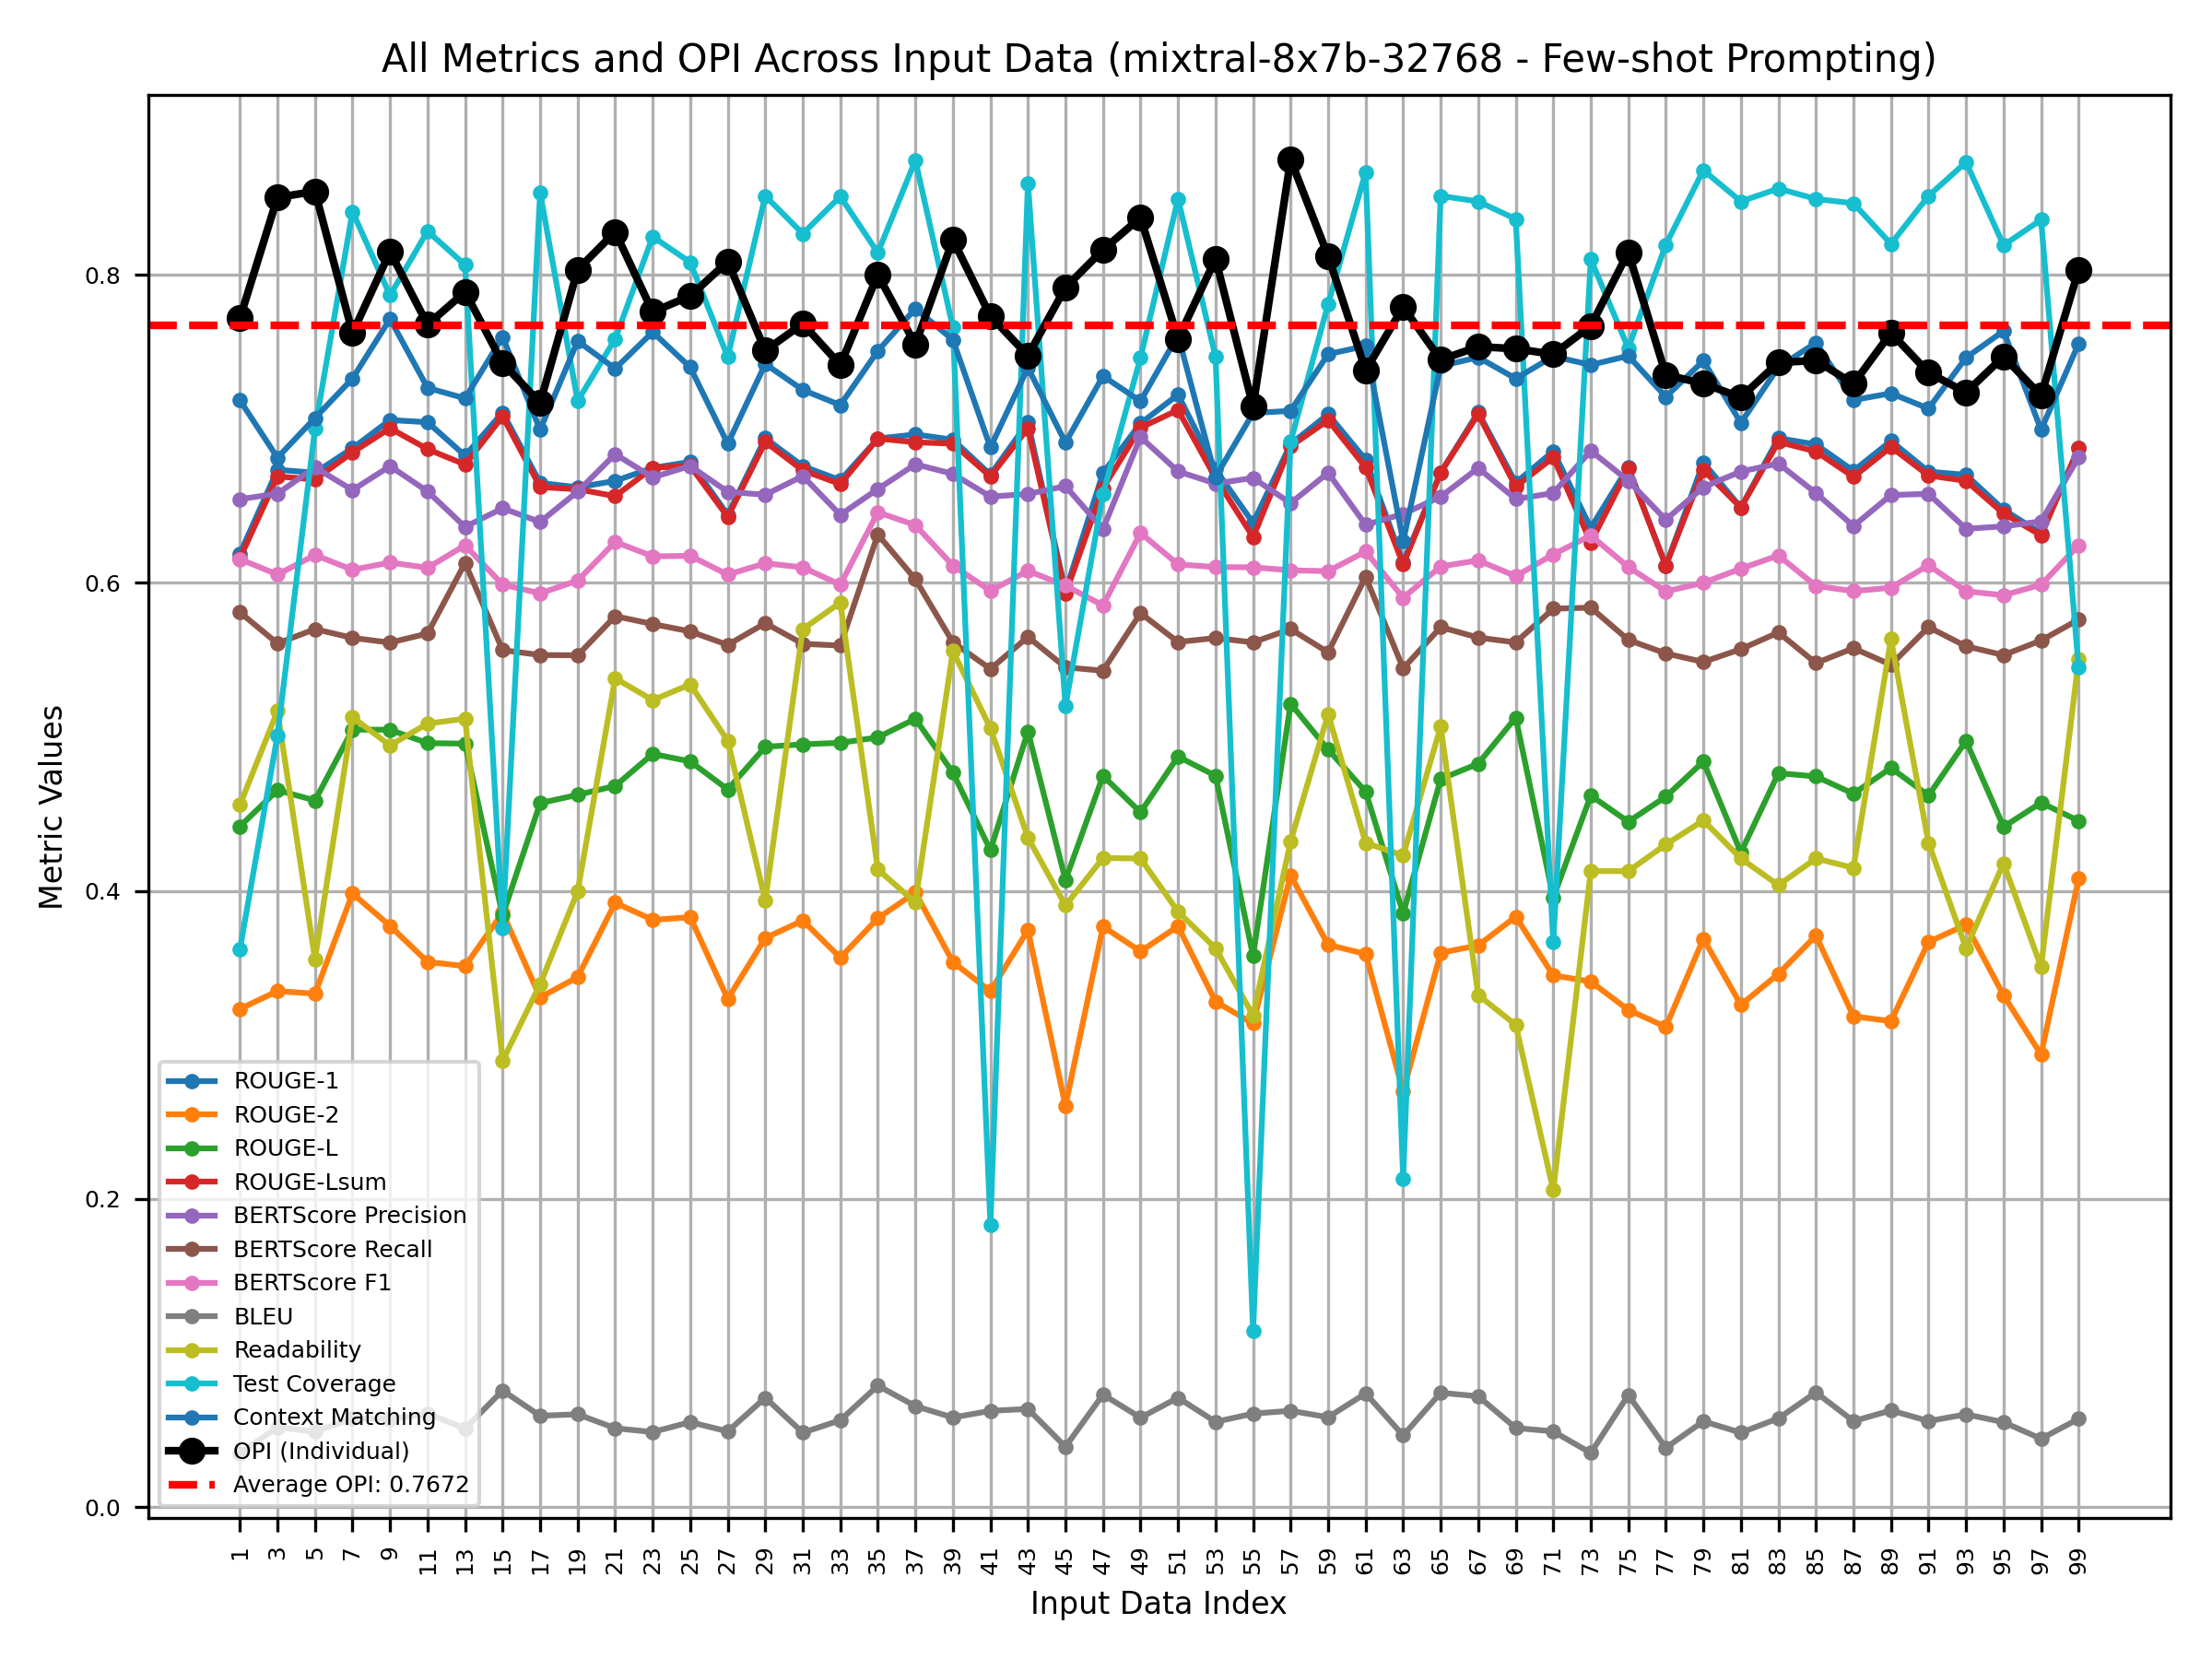 All Metrics and OPI Across Input Data (mixtral-8x7b-32768 - Few-shot Prompting)
Metric Values
0.8
0.6
0.4
0.2
0.0
ROUGE-1
ROUGE-2
ROUGE-L
ROUGE-Lsum
BERTScore Precision
BERTScore Recall
BERTScore F1
BLEU
Readability
Test Coverage
Context Matching
OPI (Individual)
Average OPI: 0.7672
1 3 5 7 9 11 13 15 17 19 21 23 25 27 29 31 33 35 37 39 41 43 45 47 49 51 53 55 57 59 61 63 65 67 69 71 73 75 77 79 81 83 85 87 89 91 93 95 97 99
Input Data Index